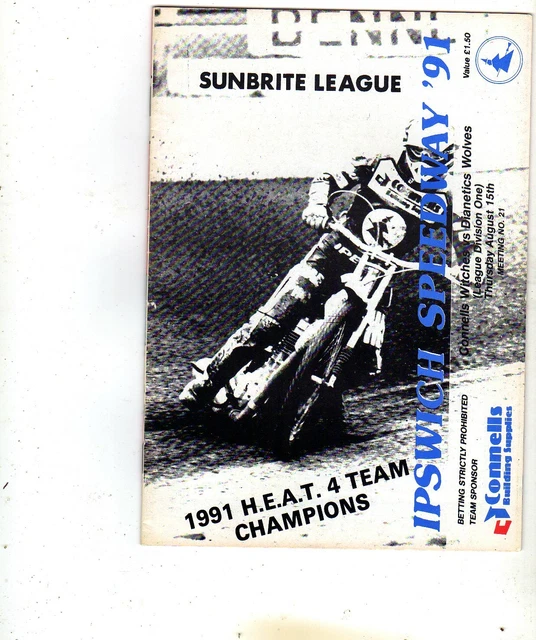 SUNBRITE LEAGUE
1991 H.E.A.T. 4 TEAM
CHAMPIONS
IPSWICH SPEEDWAY '91
Value £1.50
Connells Witches vs Dianetics Wolves
(League Division One)
Thursday August 15th
MEETING NO. 21
BETTING STRICTLY PROHIBITED
TEAM SPONSOR
Connells
Building Supplies